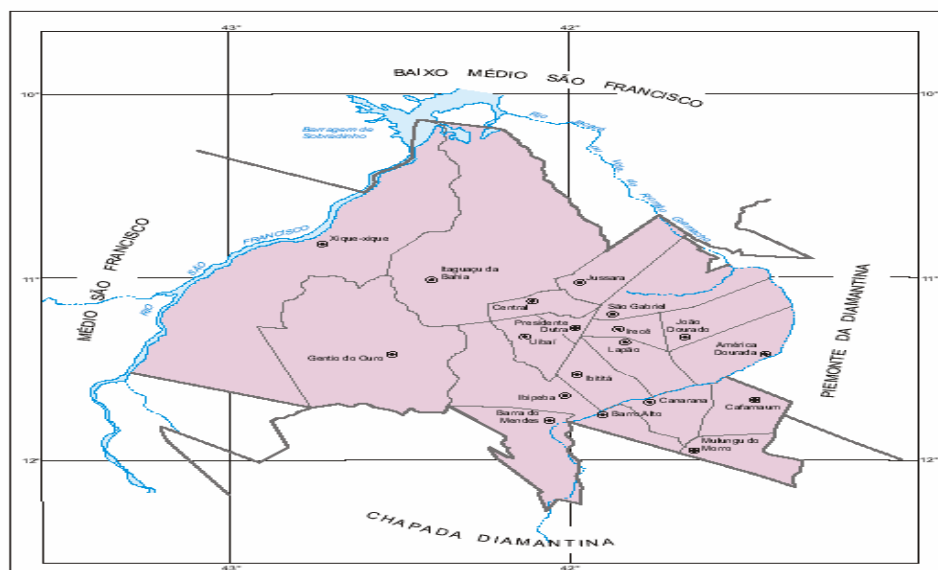 43°
42°
BAIXO MÉDIO SÃO FRANCISCO
10°
10°
Barragem de
Sobradinho
Rio
MÉDIO SÃO FRANCISCO
RIO SÃO FRANCISCO
Xique-xique
Itaguaçu da
Bahia
Jussara
11°
11°
Central
São Gabriel
Presidente
Dutra
Irecê
João
Dourado
Uibaí
Lapão
América
Dourada
PIEMONTE DA DIAMANTINA
Gentio do Ouro
Ibititá
Ibipeba
Canarana
Cafarnaum
Barra do
Mendes
Barro Alto
Mulungu do
Morro
12°
12°
CHAPADA DIAMANTINA
43°
42°